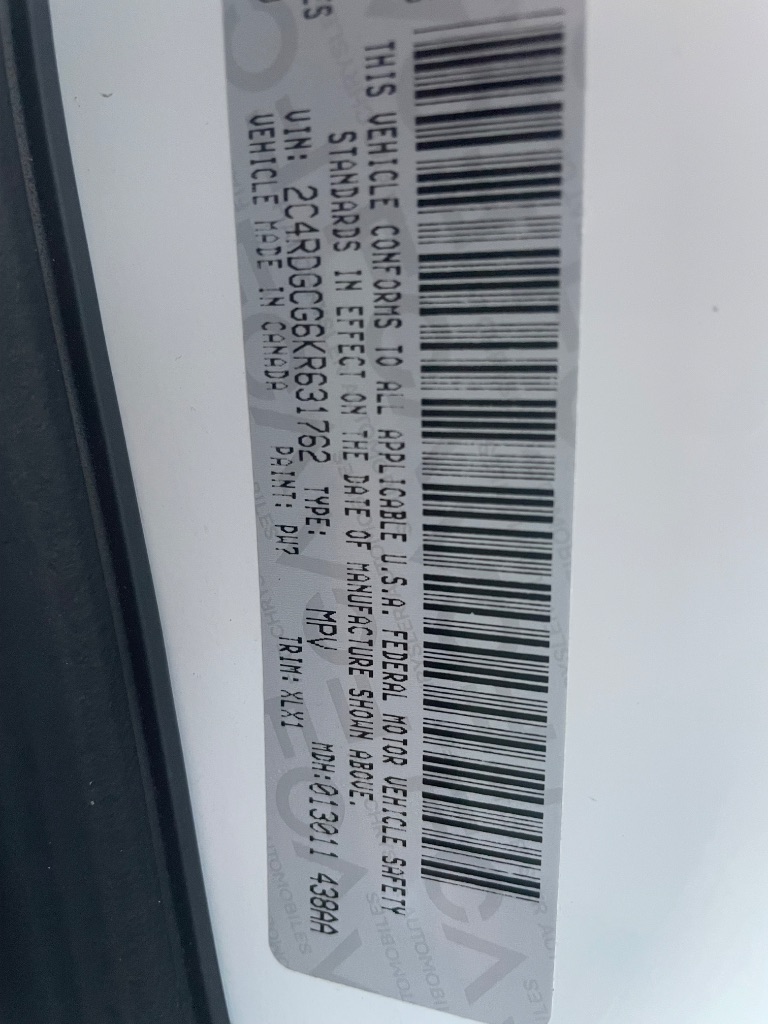 THIS VEHICLE CONFORMS TO ALL APPLICABLE U.S.A. FEDERAL MOTOR VEHICLE SAFETY
STANDARDS IN EFFECT ON THE DATE OF MANUFACTURE SHOWN ABOVE.
VIN: 2C4RDGCG6KR631762 TYPE: MPV MDH:013011 438AA
VEHICLE MADE IN CANADA PAINT: PW7 TRIM: XLX1